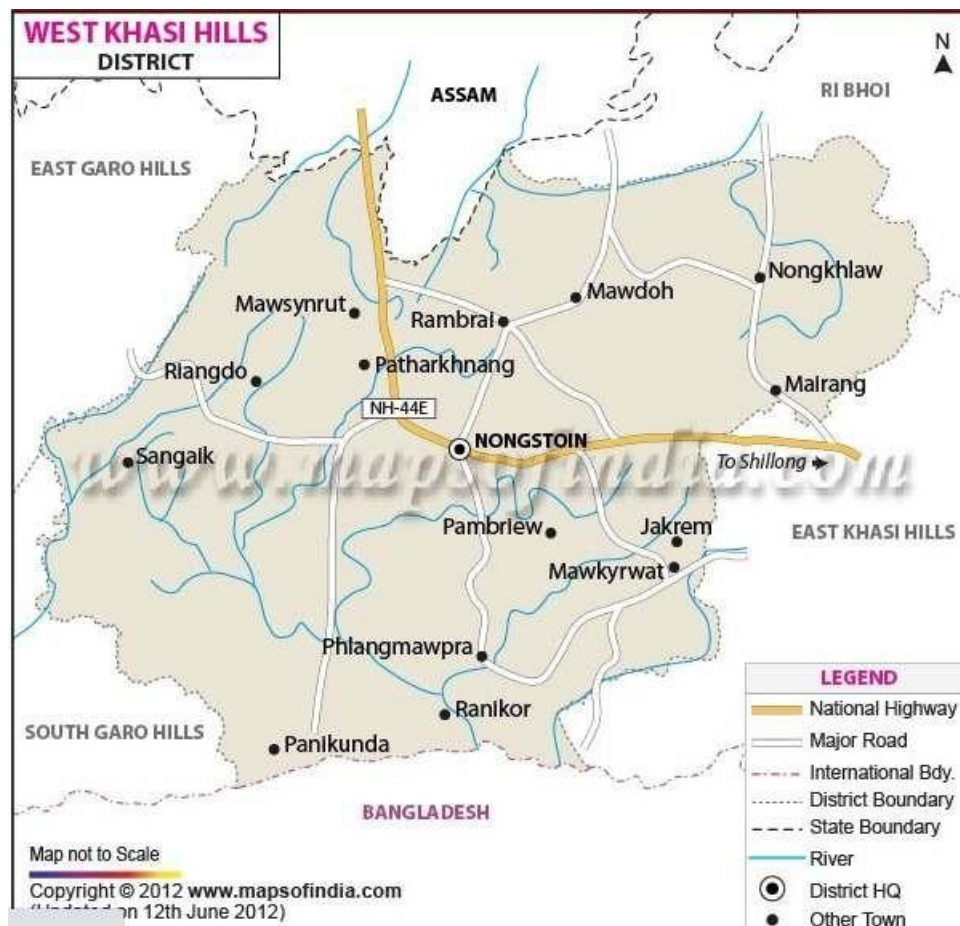 WEST KHASI HILLS
DISTRICT
N
ASSAM
RI BHOI
EAST GARO HILLS
Nongkhlaw
Mawdoh
Mawsynrut
Rambrai
Patharkhnang
Riangdo
Mairang
NH-44E
NONGSTOIN
www.mapsofindia.com
Sangaik
To Shillong
Pambriew
Jakrem
EAST KHASI HILLS
Mawkyrwat
Phlangmawpra
Ranikor
SOUTH GARO HILLS
Panikunda
BANGLADESH
LEGEND
National Highway
Major Road
International Bdy.
District Boundary
State Boundary
River
District HQ
Other Town
Map not to Scale
Copyright © 2012 www.mapsofindia.com
(Updated on 12th June 2012)